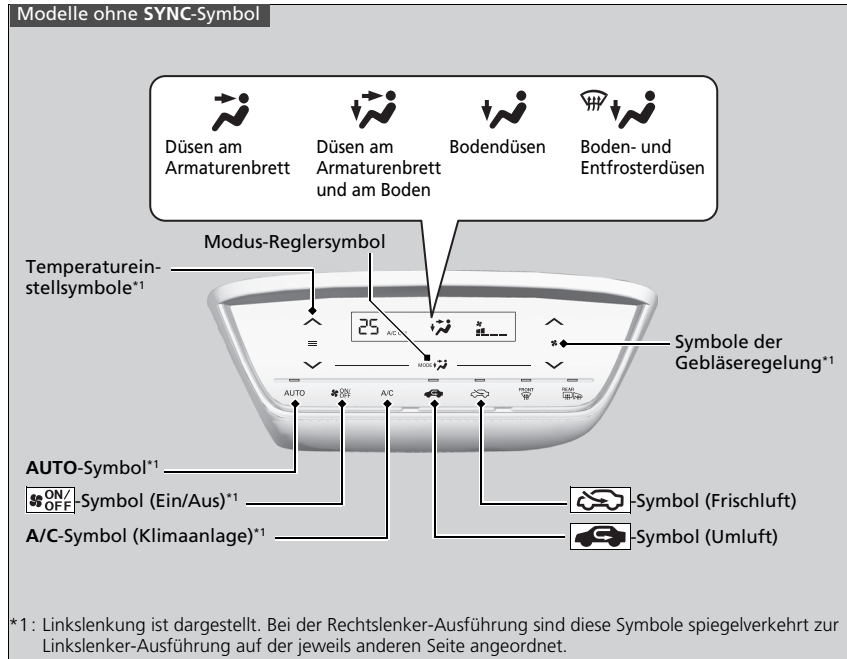 Modelle ohne SYNC-Symbol
Düsen am
Armaturenbrett
Düsen am
Armaturenbrett
und am Boden
Bodendüsen
Boden- und
Entfrosterdüsen
Modus-Reglersymbol
Temperaturein-
stellsymbole*1
25
MODE
Symbole der
Gebläseregelung*1
AUTO
ON/
OFF
A/C
FRONT
REAR
AUTO-Symbol*1
ON/
OFF
-Symbol (Ein/Aus)*1
-Symbol (Frischluft)
A/C-Symbol (Klimaanlage)*1
-Symbol (Umluft)
*1: Linkslenkung ist dargestellt. Bei der Rechtslenker-Ausführung sind diese Symbole spiegelverkehrt zur
Linkslenker-Ausführung auf der jeweils anderen Seite angeordnet.